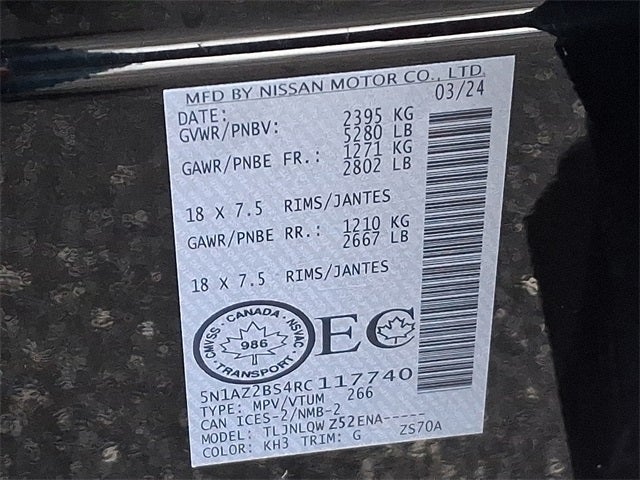 MFD BY NISSAN MOTOR CO., LTD.
DATE: 03/24
GVWR/PNBV: 2395 KG
5280 LB
GAWR/PNBE FR.: 1271 KG
2802 LB
18 X 7.5 RIMS/JANTES
GAWR/PNBE RR.: 1210 KG
2667 LB
18 X 7.5 RIMS/JANTES
CANADA
CMVSS 986 NSVAC
TRANSPORT
EC
5N1AZ2BS4RC117740
TYPE: MPV/VTUM 266
CAN ICES-2/NMB-2
MODEL: TLJNLQWZ52ENA-----
COLOR: KH3 TRIM: G ZS70A